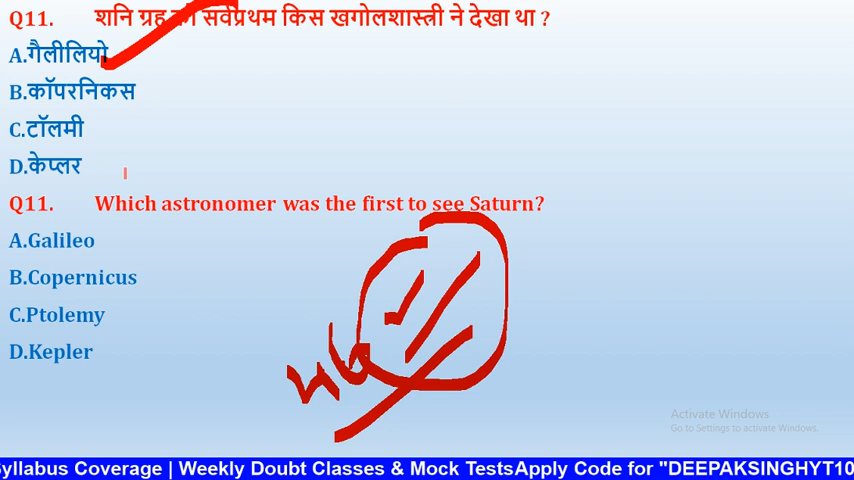 Q11. शनि ग्रह को सर्वप्रथम किस खगोलशास्त्री ने देखा था ?
A.गैलीलियो
B.कॉपरनिकस
C.टॉलमी
D.केप्लर
Q11. Which astronomer was the first to see Saturn?
A.Galileo
B.Copernicus
C.Ptolemy
D.Kepler
Activate Windows
Go to Settings to activate Windows.
Syllabus Coverage | Weekly Doubt Classes & Mock TestsApply Code for "DEEPAKSINGHYT10